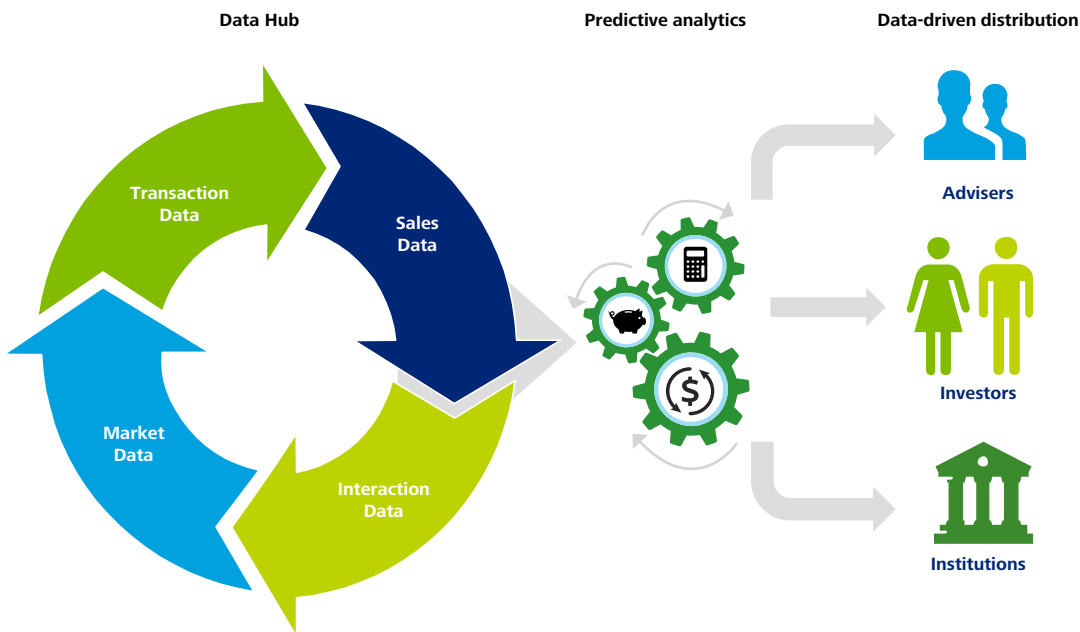 Data Hub
Predictive analytics
Data-driven distribution
Transaction
Data
Sales
Data
Market
Data
Interaction
Data
$
Advisers
Investors
Institutions